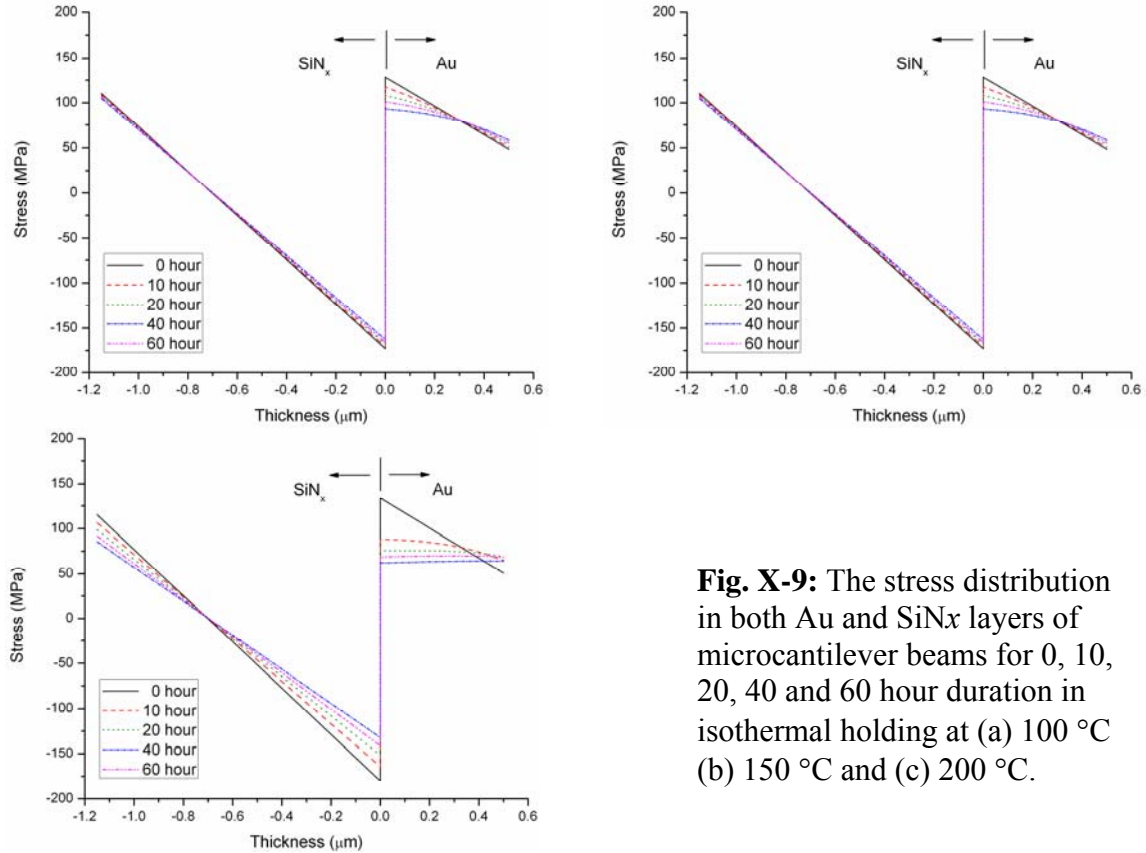 200
150
100
50
0
-50
-100
-150
-200
Stress (MPa)
SiNx
Au
0 hour
10 hour
20 hour
40 hour
60 hour
-1.2 -1.0 -0.8 -0.6 -0.4 -0.2 0.0 0.2 0.4 0.6
Thickness (μm)
200
150
100
50
0
-50
-100
-150
-200
Stress (MPa)
SiNx
Au
0 hour
10 hour
20 hour
40 hour
60 hour
-1.2 -1.0 -0.8 -0.6 -0.4 -0.2 0.0 0.2 0.4 0.6
Thickness (μm)
200
150
100
50
0
-50
-100
-150
-200
Stress (MPa)
SiNx
Au
0 hour
10 hour
20 hour
40 hour
60 hour
-1.2 -1.0 -0.8 -0.6 -0.4 -0.2 0.0 0.2 0.4 0.6
Thickness (μm)
Fig. X-9: The stress distribution
in both Au and SiNx layers of
microcantilever beams for 0, 10,
20, 40 and 60 hour duration in
isothermal holding at (a) 100 °C
(b) 150 °C and (c) 200 °C.